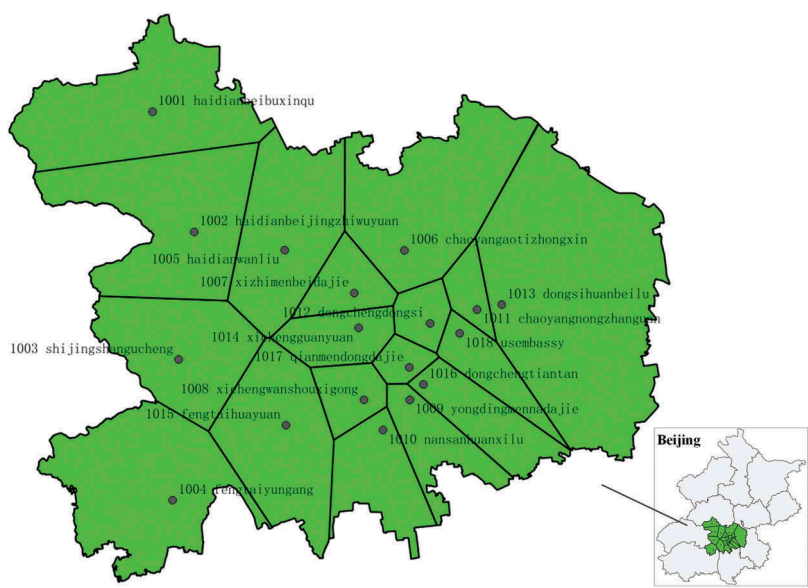 1001 haidianbeibuxinqu
1002 haidianbeijingzhiwuyuan
1006 chaoyangaotizhongxin
1005 haidianwanliu
1007 xizhimenbeidajie
1013 dongsihuanbeilu
1012 dongchengdongsi
1011 chaoyangnongzhanguan
1014 xichengguanyuan
1018 usembassy
1003 shijingshangucheng
1017 qianmendongdajie
1016 dongchengtiantan
1008 xichengwanshouxigong
1009 yongdingmennadajie
1015 fengtaihuayuan
1010 nansanhuanxilu
Beijing
1004 fengtaiyungang